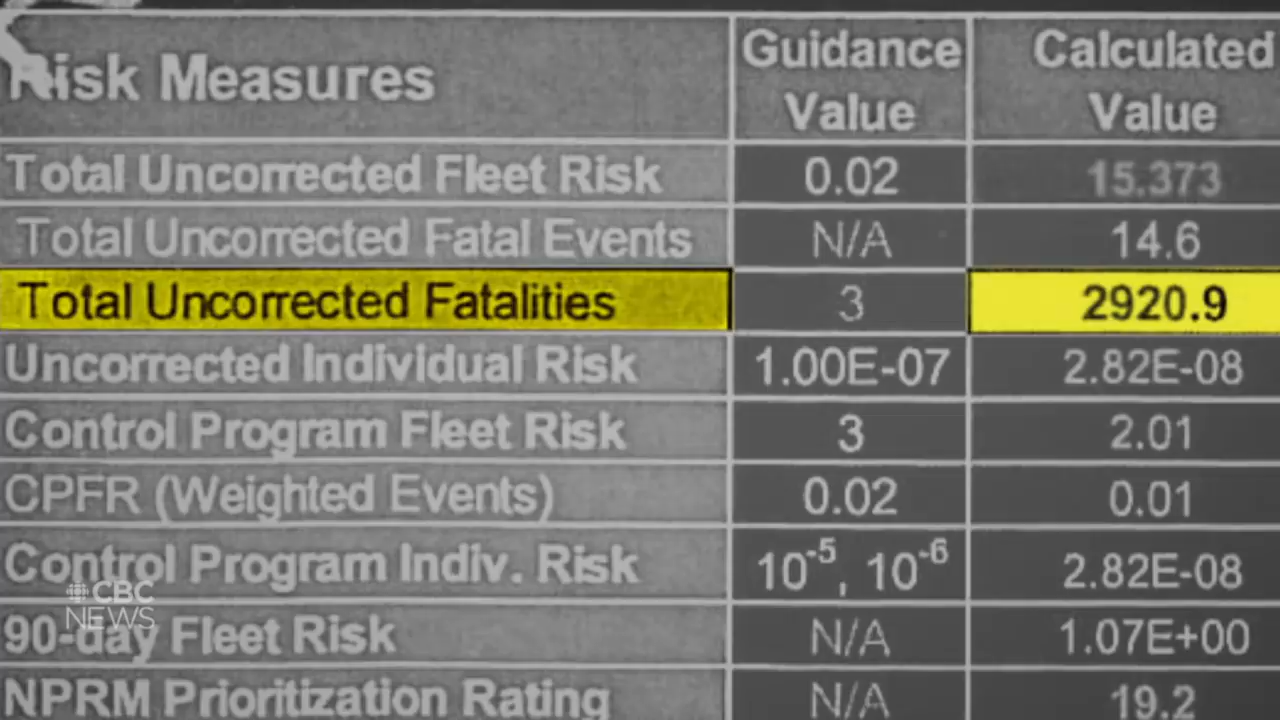 Risk Measures
Guidance Value
Calculated Value
Total Uncorrected Fleet Risk 0.02 15.373
Total Uncorrected Fatal Events N/A 14.6
Total Uncorrected Fatalities 3 2920.9
Uncorrected Individual Risk 1.00E-07 2.82E-08
Control Program Fleet Risk 3 2.01
CPFR (Weighted Events) 0.02 0.01
Control Program Indiv. Risk 10⁻⁵, 10⁻⁶ 2.82E-08
90-day Fleet Risk N/A 1.07E+00
NPRM Prioritization Rating N/A 19.2
CBC
NEWS